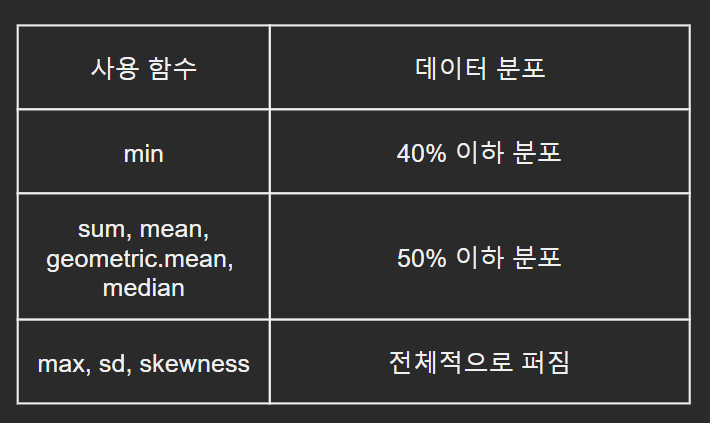 사용 함수
데이터 분포
min
40% 이하 분포
sum, mean,
geometric.mean,
median
50% 이하 분포
max, sd, skewness
전체적으로 퍼짐